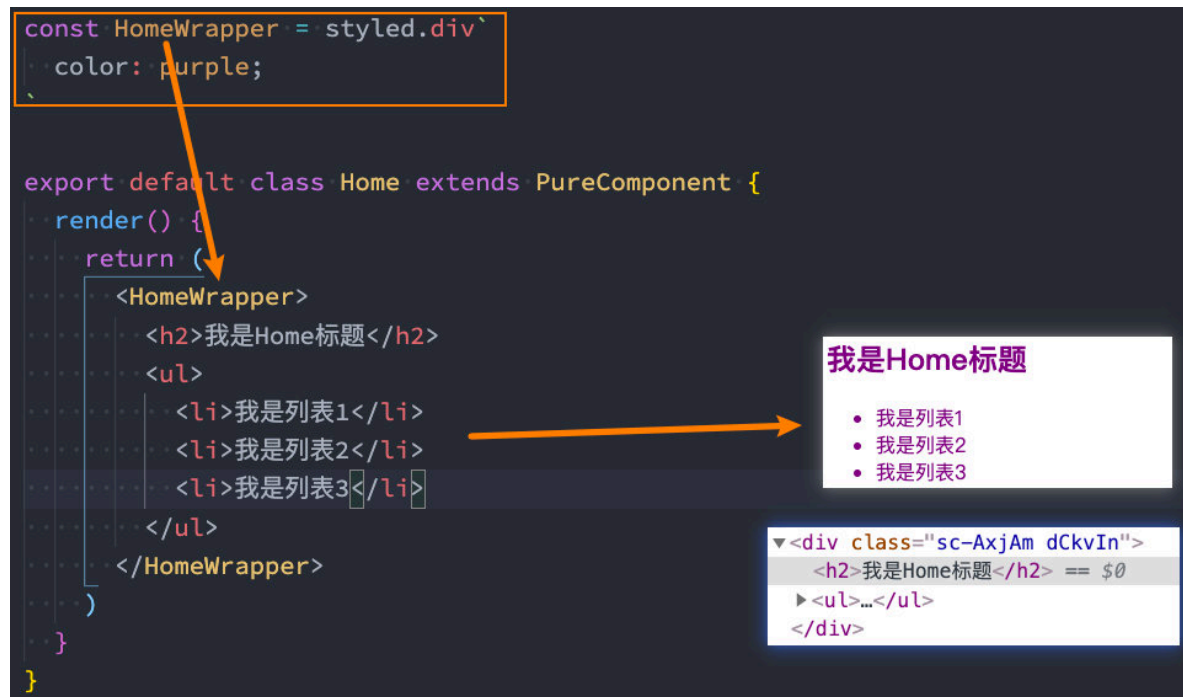 const HomeWrapper = styled.div`
  color: purple;
`
export default class Home extends PureComponent {
  render() {
    return (
      <HomeWrapper>
        <h2>我是Home标题</h2>
        <ul>
          <li>我是列表1</li>
          <li>我是列表2</li>
          <li>我是列表3</li>
        </ul>
      </HomeWrapper>
    )
  }
}
我是Home标题
• 我是列表1
• 我是列表2
• 我是列表3
▼<div class="sc-AxjAm dCkvIn">
<h2>我是Home标题</h2> == $0
▶<ul>…</ul>
</div>